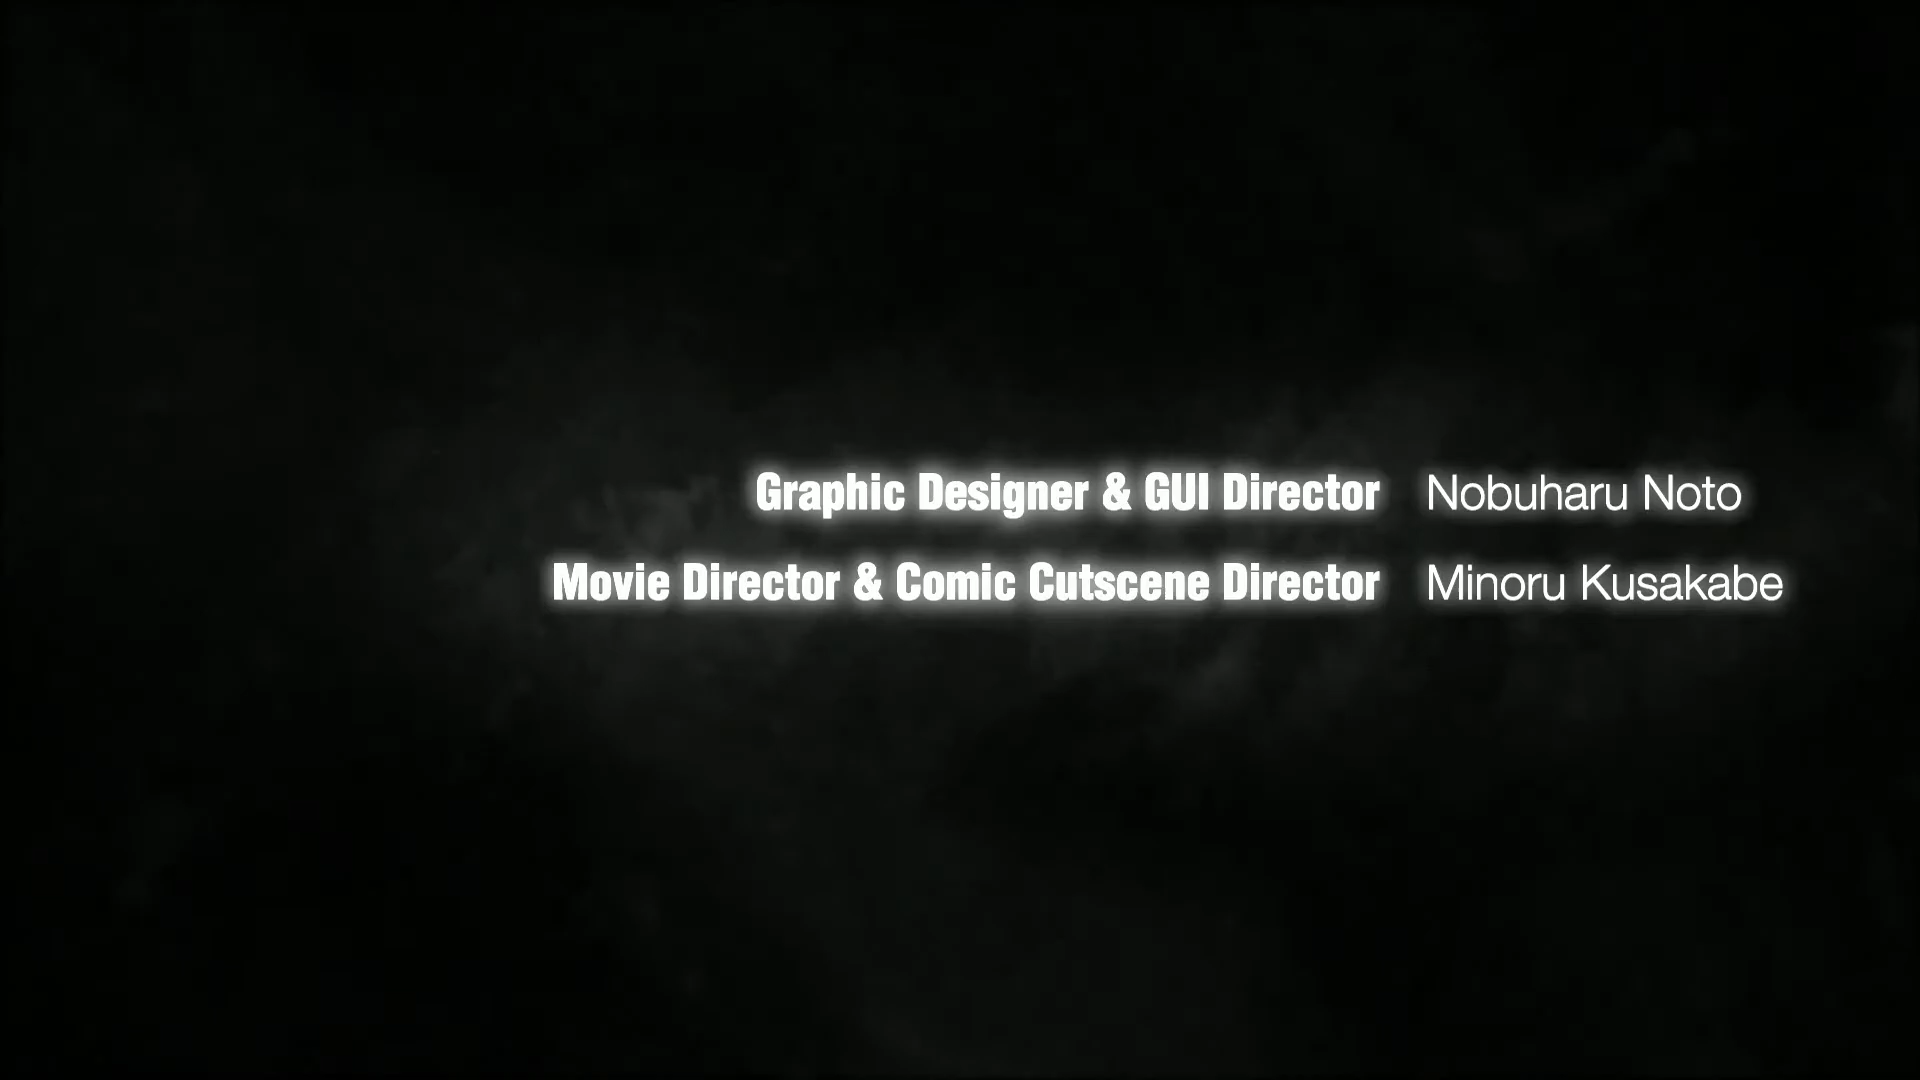 Graphic Designer & GUI Director Nobuharu Noto
Movie Director & Comic Cutscene Director Minoru Kusakabe